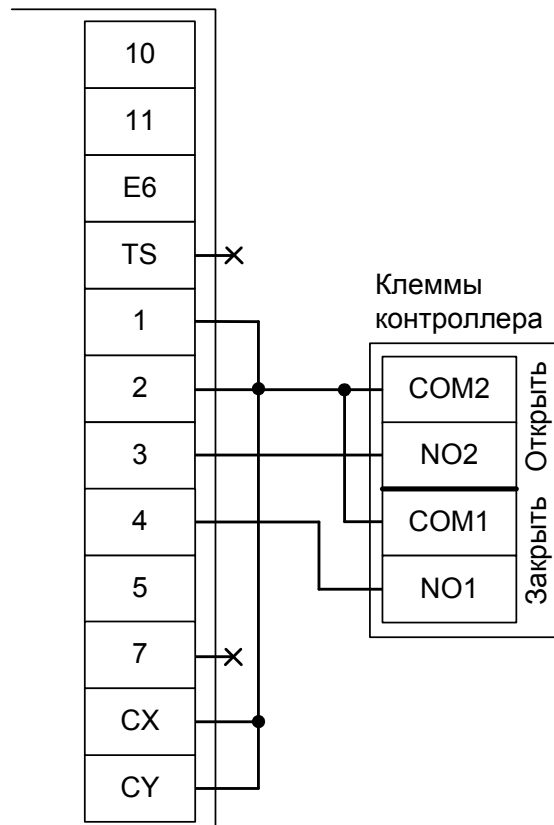 10
11
E6
TS
1
2
3
4
5
7
CX
CY
Клеммы
контроллера
COM2
NO2
COM1
NO1
Открыть
Закрыть